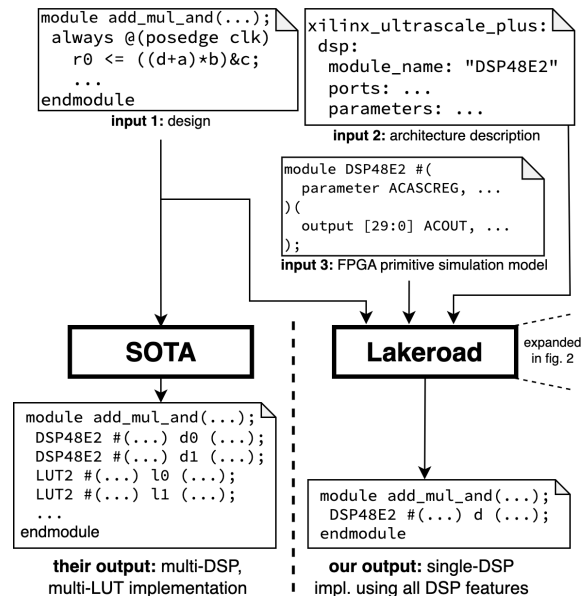 module add_mul_and(...);
always @(posedge clk)
r0 <= ((d+a)*b)&c;
...
endmodule
input 1: design
xilinx_ultrascale_plus:
dsp:
module_name: "DSP48E2"
ports: ...
parameters: ...
input 2: architecture description
module DSP48E2 #(
parameter ACASCREG, ...
)(
output [29:0] ACOUT, ...
);
input 3: FPGA primitive simulation model
SOTA
Lakeroad
expanded
in fig. 2
module add_mul_and(...);
DSP48E2 #(...) d0 (...);
DSP48E2 #(...) d1 (...);
LUT2 #(...) l0 (...);
LUT2 #(...) l1 (...);
...
endmodule
their output: multi-DSP,
multi-LUT implementation
module add_mul_and(...);
DSP48E2 #(...) d (...);
endmodule
our output: single-DSP
impl. using all DSP features